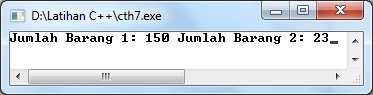 D:\Latihan C++\cth7.exe
Jumlah Barang 1: 150 Jumlah Barang 2: 23_